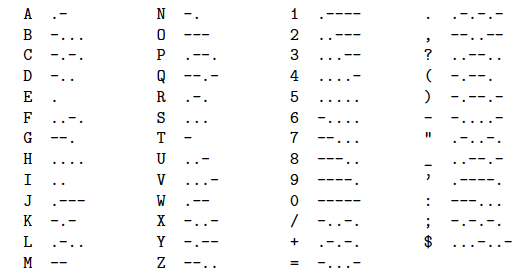 A .- N -. 1 .---- . .-.-.-
B -... O --- 2 ..--- , --..--
C -.-. P .--. 3 ...-- ? ..--..
D -.. Q --.- 4 ....- ( -.--.
E . R .-. 5 ..... ) -.--.-
F ..-. S ... 6 -.... - -....-
G --. T - 7 --... " .-..-.
H .... U ..- 8 ---.. _ ..--.-
I .. V ...- 9 ----. ' .----.
J .--- W .-- 0 ----- : ---...
K -.- X -..- / -..-. ; -.-.-.
L .-.. Y -.-- + .-.-. $ ...-..-
M -- Z --.. = -...-